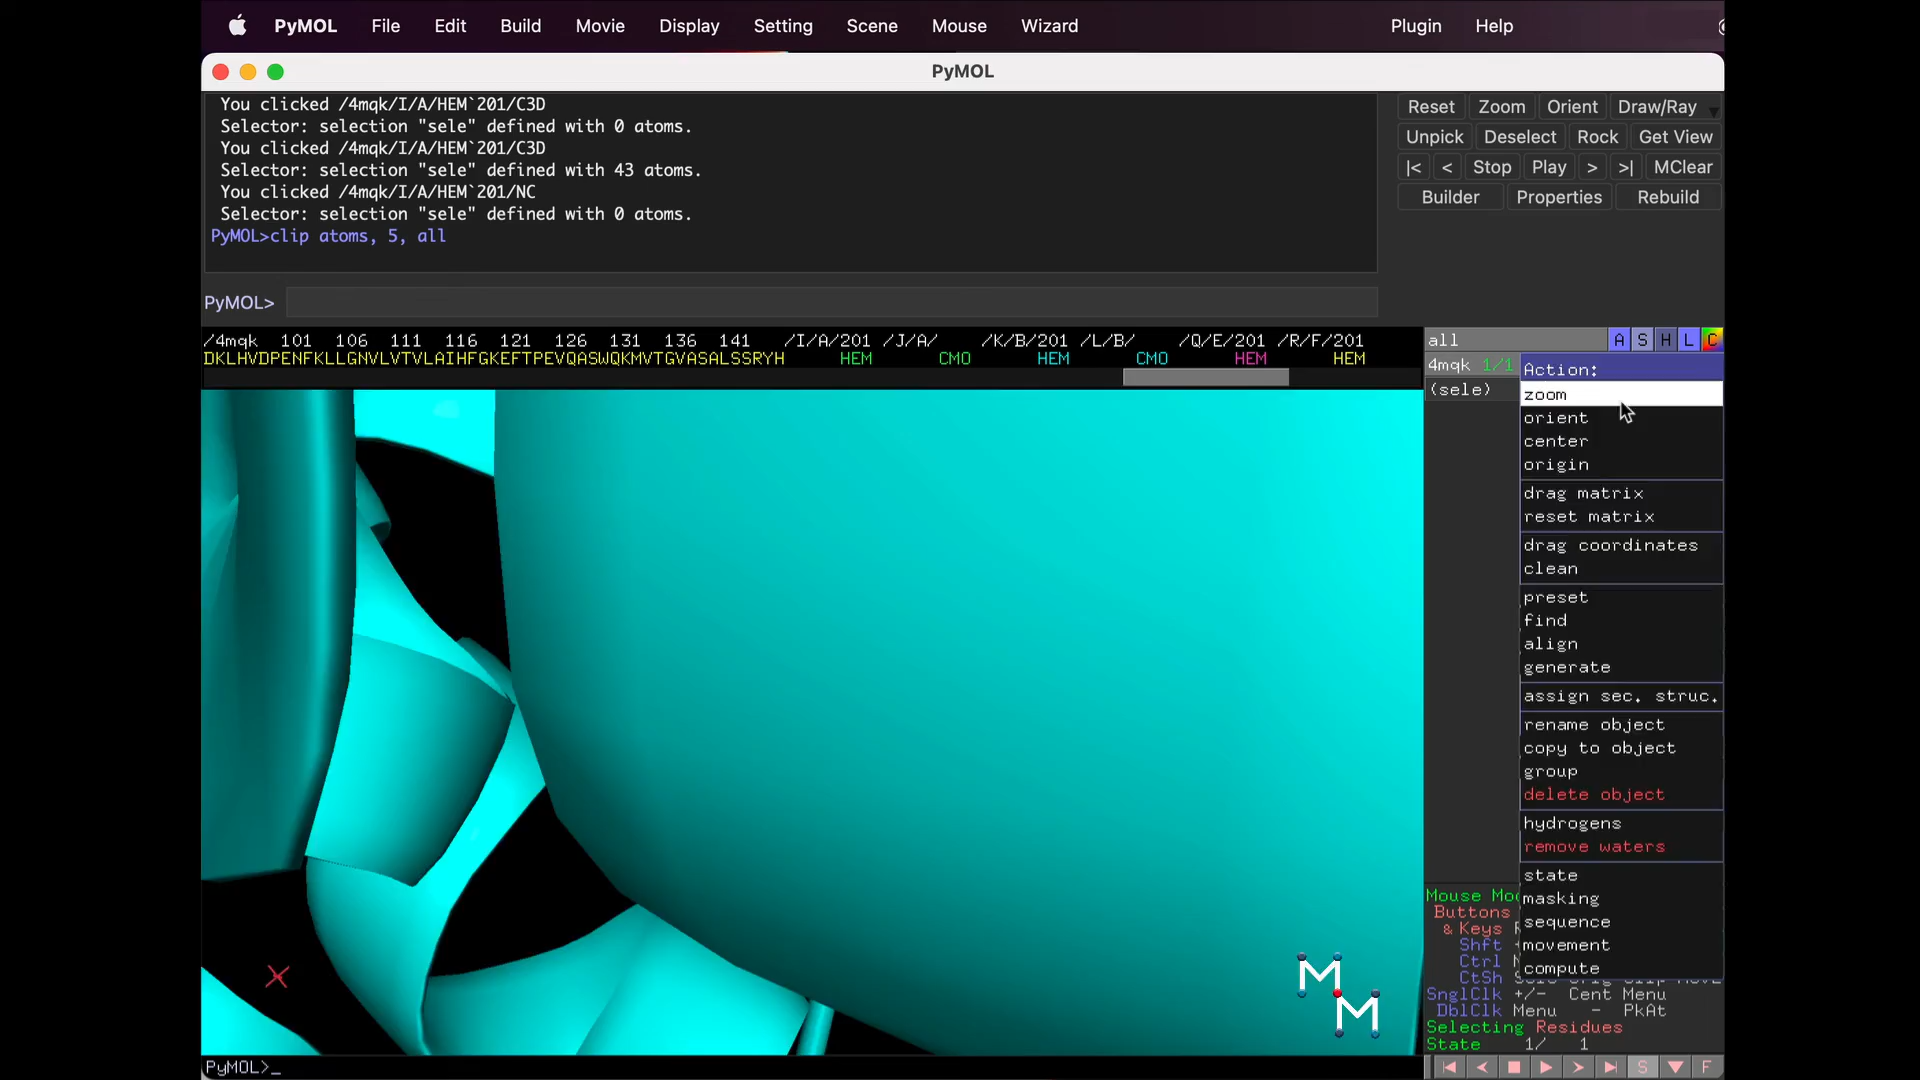 PyMOL File Edit Build Movie Display Setting Scene Mouse Wizard Plugin Help
PyMOL
You clicked /4mqk/I/A/HEM`201/C3D
Selector: selection "sele" defined with 0 atoms.
You clicked /4mqk/I/A/HEM`201/C3D
Selector: selection "sele" defined with 43 atoms.
You clicked /4mqk/I/A/HEM`201/NC
Selector: selection "sele" defined with 0 atoms.
PyMOL>clip atoms, 5, all
Reset Zoom Orient Draw/Ray
Unpick Deselect Rock Get View
|< < Stop Play > >| MClear
Builder Properties Rebuild
PyMOL>
/4mqk 101 106 111 116 121 126 131 136 141 /I/A/201 /J/A/ /K/B/201 /L/B/ /Q/E/201 /R/F/201
DKLHVDPENFKLLGNVLVTVLAIHFGKEFTPEVQASWQKMVTGVASALSSRYH HEM CMO HEM CMO HEM HEM
all A S H L C
4mqk 1/1
(sele)
Action:
zoom
orient
center
origin
drag matrix
reset matrix
drag coordinates
clean
preset
find
align
generate
assign sec. struc.
rename object
copy to object
group
delete object
hydrogens
remove waters
state
masking
sequence
movement
compute
Mouse Mo
Buttons
& Keys
Shft
Ctrl
CtSh
SnglClk +/- Cent Menu
DblClk Menu - PkAt
Selecting Residues
State 1/ 1
M
M
PyMOL>_
S F